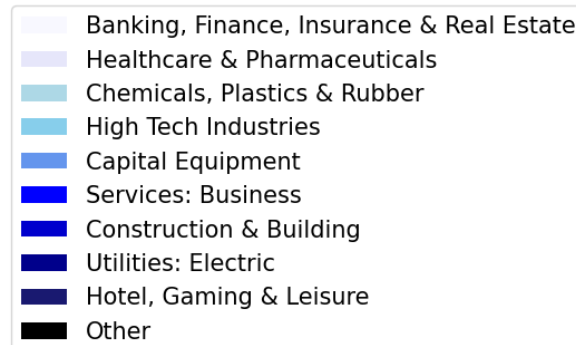 Banking, Finance, Insurance & Real Estate
Healthcare & Pharmaceuticals
Chemicals, Plastics & Rubber
High Tech Industries
Capital Equipment
Services: Business
Construction & Building
Utilities: Electric
Hotel, Gaming & Leisure
Other